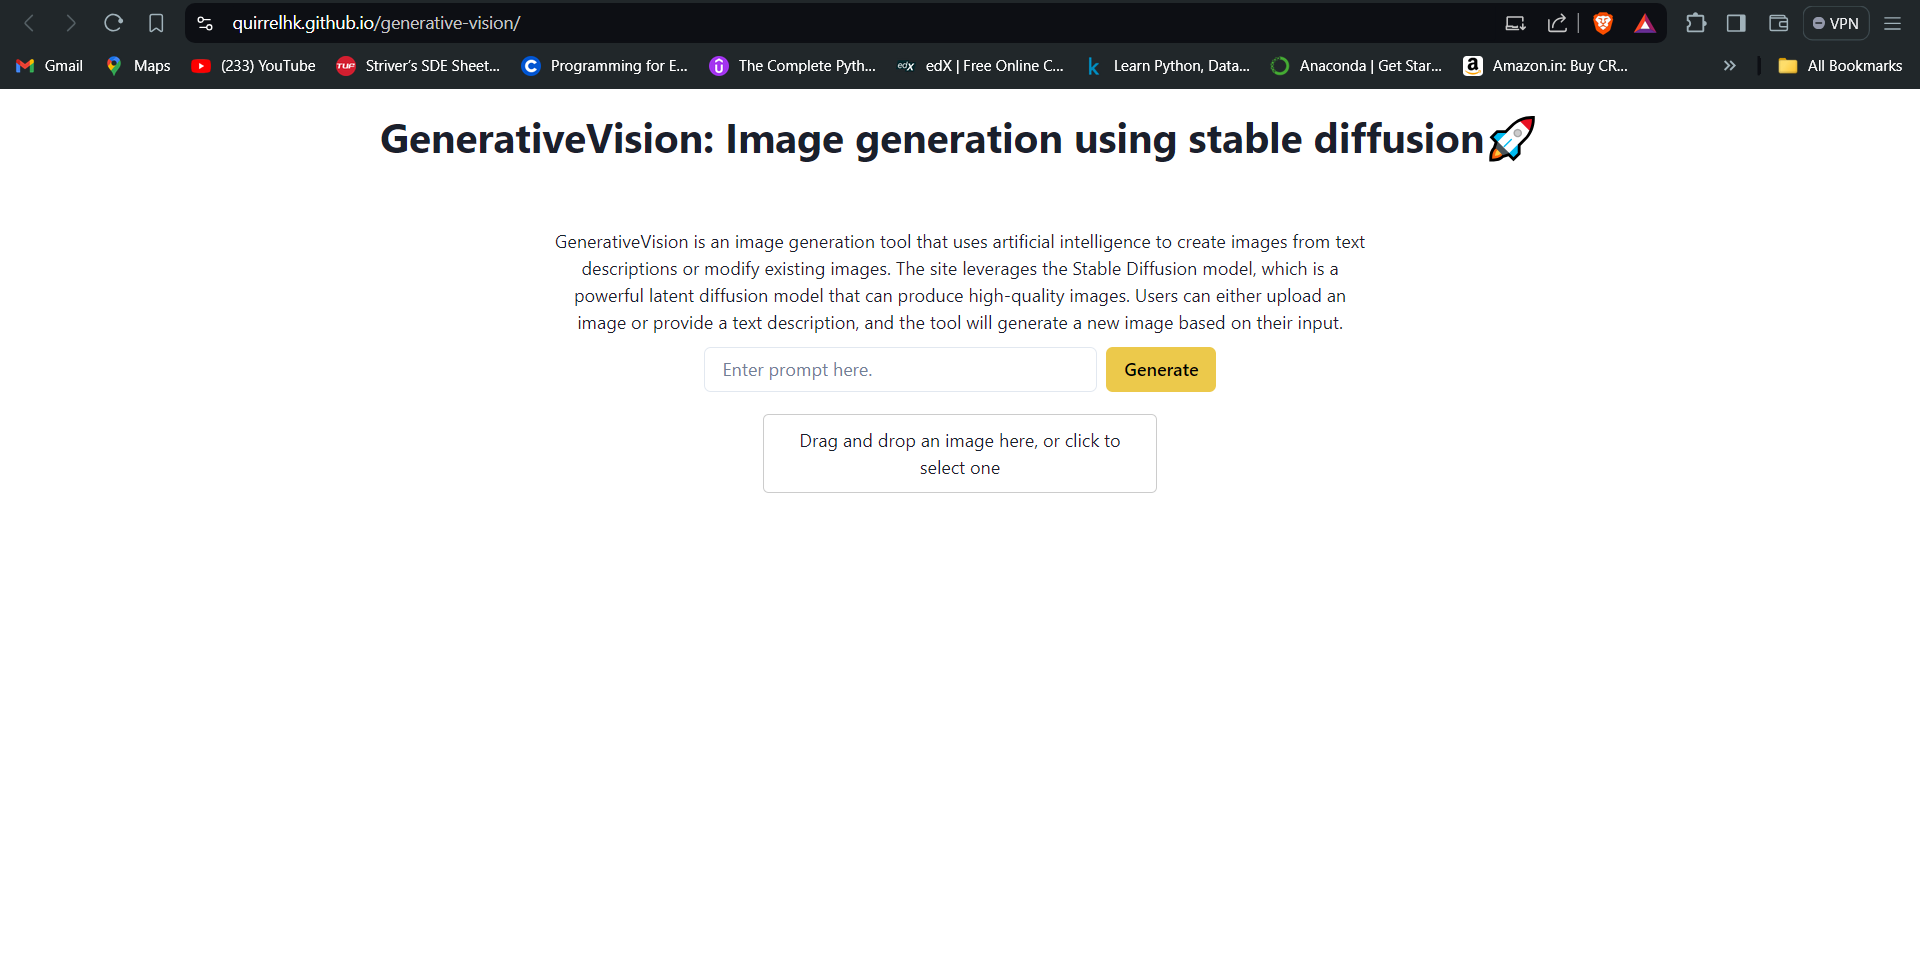 quirrelhk.github.io/generative-vision/
VPN
Gmail
Maps
(233) YouTube
TUF
Striver's SDE Sheet...
Programming for E...
The Complete Pyth...
edX
edX | Free Online C...
Learn Python, Data...
Anaconda | Get Star...
Amazon.in: Buy CR...
All Bookmarks
GenerativeVision: Image generation using stable diffusion🚀
GenerativeVision is an image generation tool that uses artificial intelligence to create images from text
descriptions or modify existing images. The site leverages the Stable Diffusion model, which is a
powerful latent diffusion model that can produce high-quality images. Users can either upload an
image or provide a text description, and the tool will generate a new image based on their input.
Enter prompt here.
Generate
Drag and drop an image here, or click to
select one